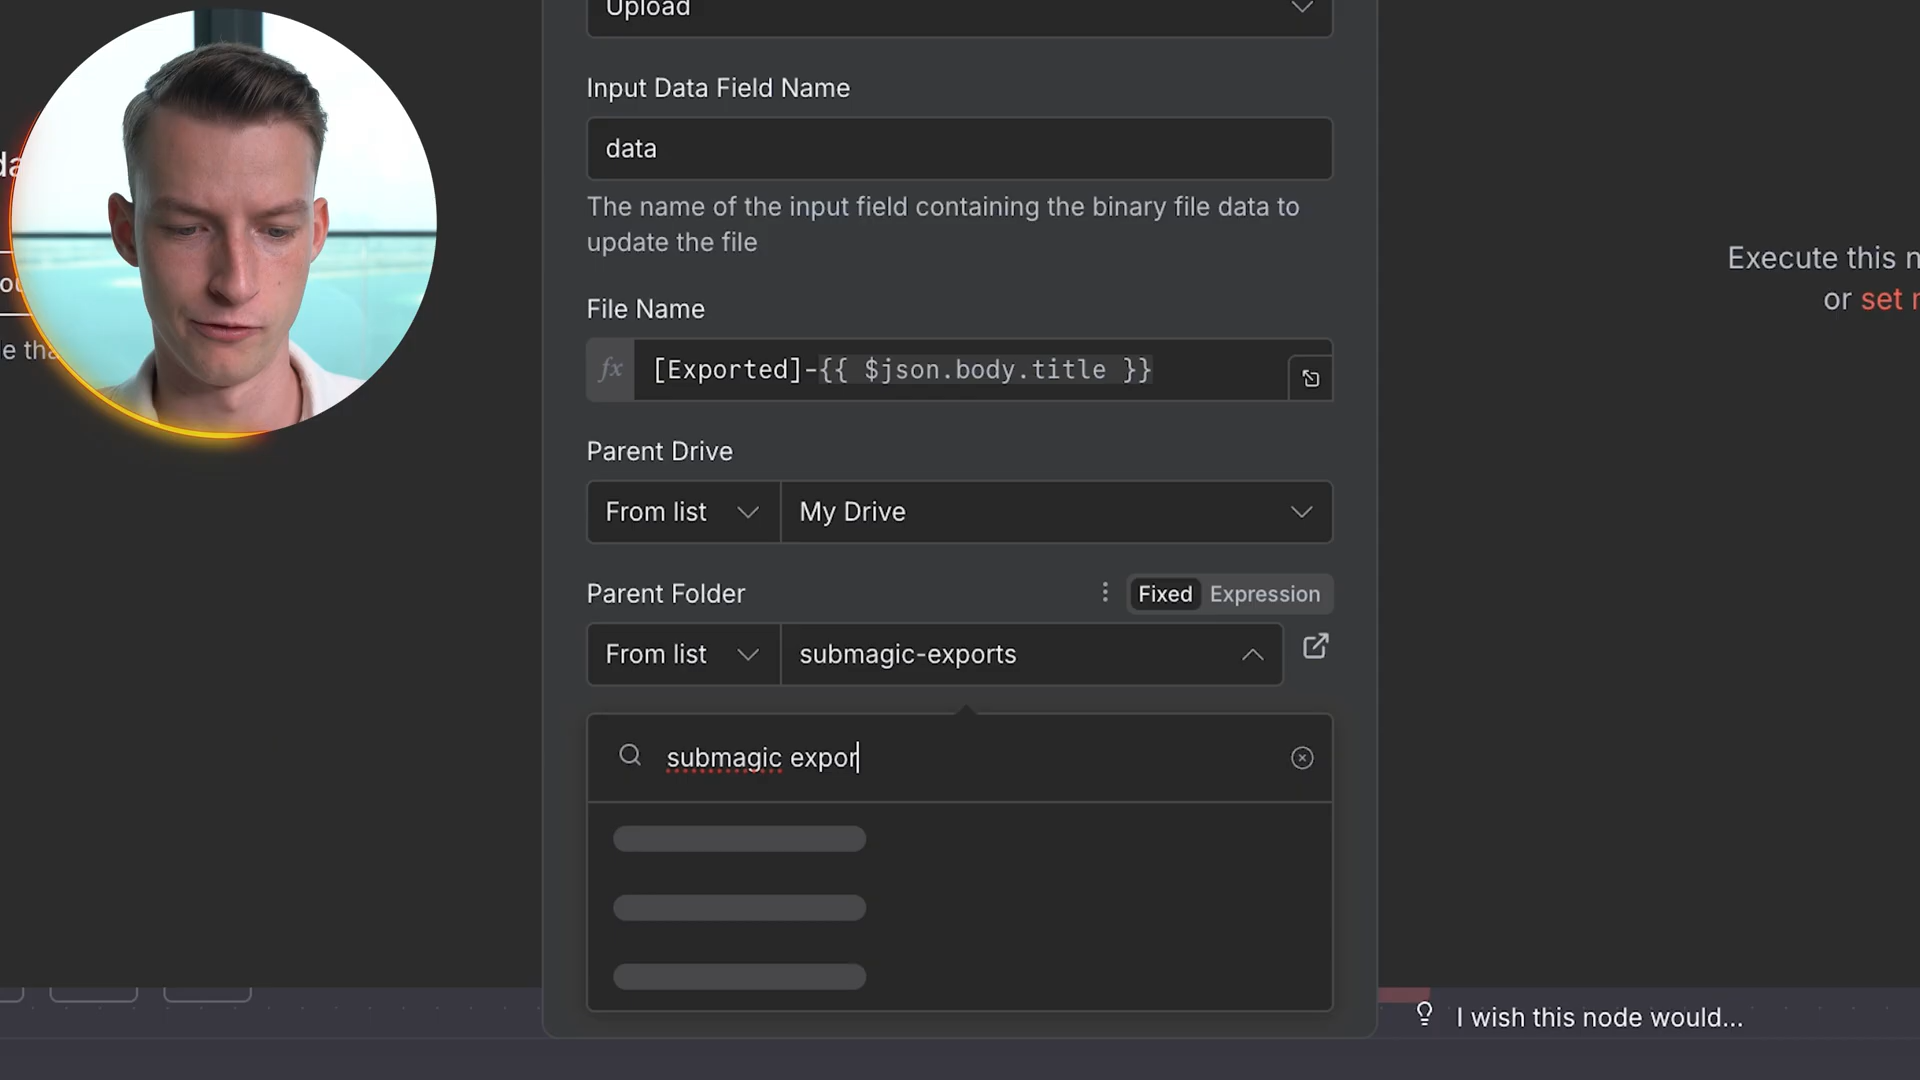 Upload
Input Data Field Name
data
The name of the input field containing the binary file data to
update the file
File Name
fx [Exported]-{{ $json.body.title }}
Parent Drive
From list My Drive
Parent Folder Fixed Expression
From list submagic-exports
submagic expor
Execute this
or set
I wish this node would...